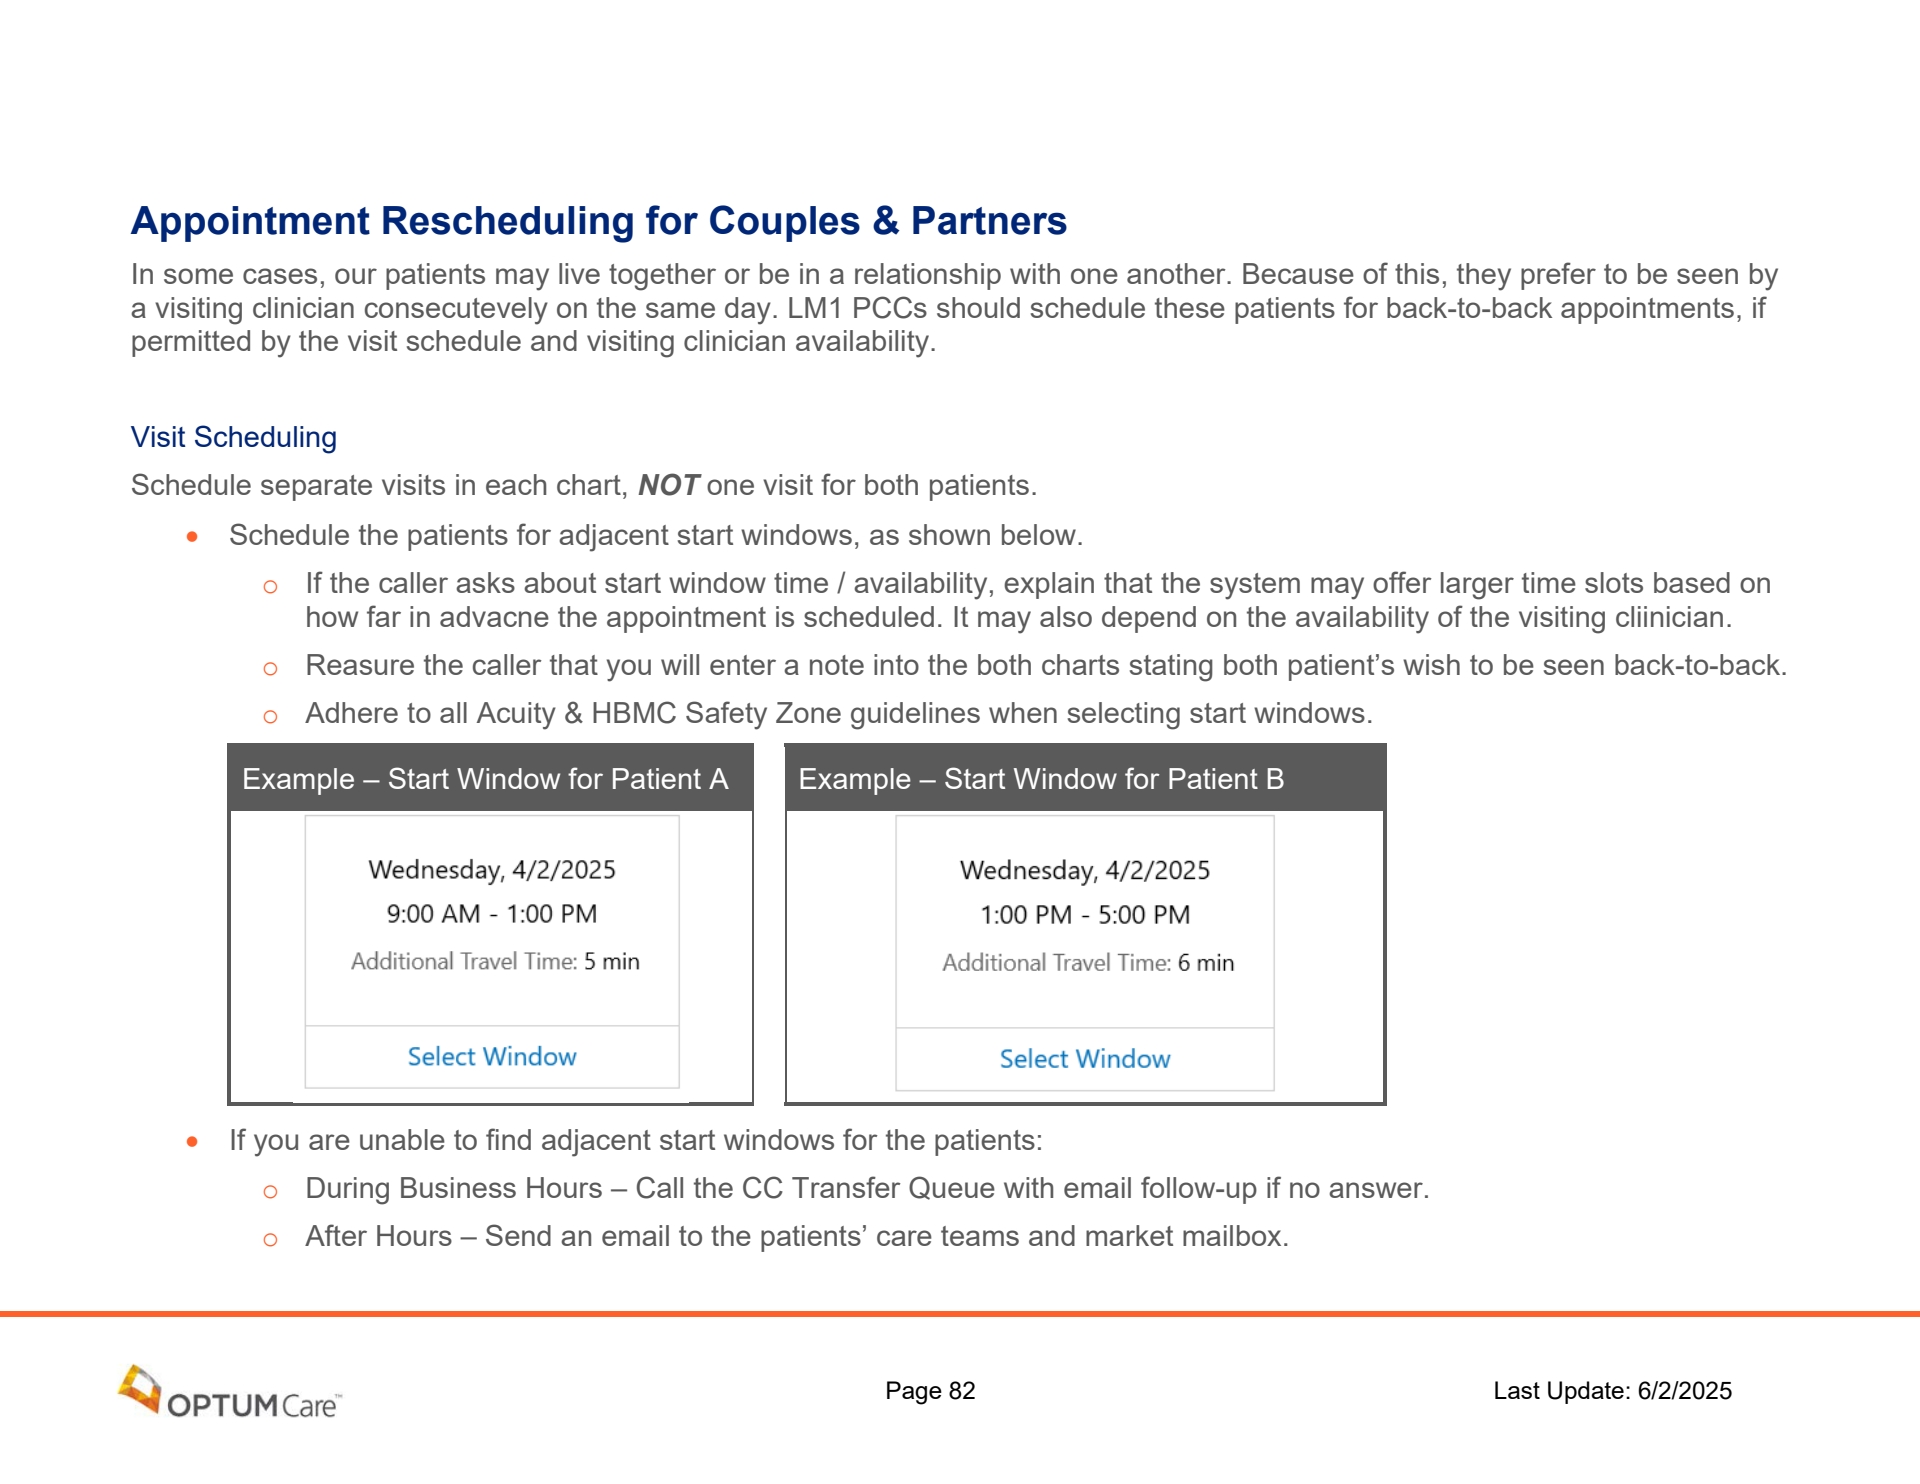 Appointment Rescheduling for Couples & Partners
In some cases, our patients may live together or be in a relationship with one another. Because of this, they prefer to be seen by
a visiting clinician consecutevely on the same day. LM1 PCCs should schedule these patients for back-to-back appointments, if
permitted by the visit schedule and visiting clinician availability.
Visit Scheduling
Schedule separate visits in each chart, NOT one visit for both patients.
• Schedule the patients for adjacent start windows, as shown below.
o If the caller asks about start window time / availability, explain that the system may offer larger time slots based on
how far in advacne the appointment is scheduled. It may also depend on the availability of the visiting cliinician.
o Reasure the caller that you will enter a note into the both charts stating both patient’s wish to be seen back-to-back.
o Adhere to all Acuity & HBMC Safety Zone guidelines when selecting start windows.
Example – Start Window for Patient A
Wednesday, 4/2/2025
9:00 AM - 1:00 PM
Additional Travel Time: 5 min
Select Window
Example – Start Window for Patient B
Wednesday, 4/2/2025
1:00 PM - 5:00 PM
Additional Travel Time: 6 min
Select Window
• If you are unable to find adjacent start windows for the patients:
o During Business Hours – Call the CC Transfer Queue with email follow-up if no answer.
o After Hours – Send an email to the patients’ care teams and market mailbox.
OPTUMCare™
Page 82
Last Update: 6/2/2025